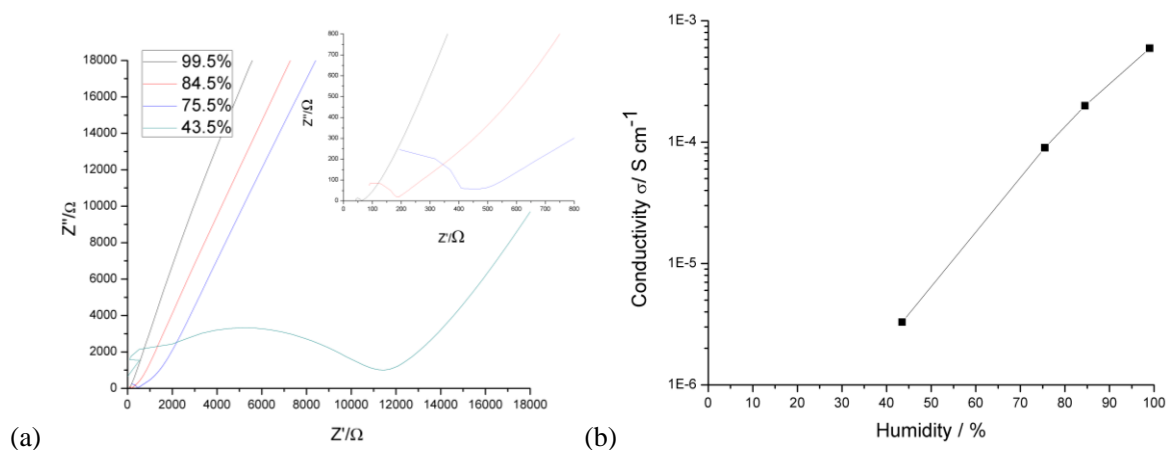 18000
16000
14000
12000
10000
8000
6000
4000
2000
0
Z''/Ω
99.5%
84.5%
75.5%
43.5%
0 2000 4000 6000 8000 10000 12000 14000 16000 18000
Z'/Ω
800
700
600
500
400
300
200
100
0
Z''/Ω
0 100 200 300 400 500 600 700 800
Z'/Ω
(a)
1E-3
1E-4
1E-5
1E-6
Conductivity σ/ S cm⁻¹
0 10 20 30 40 50 60 70 80 90 100
Humidity / %
(b)